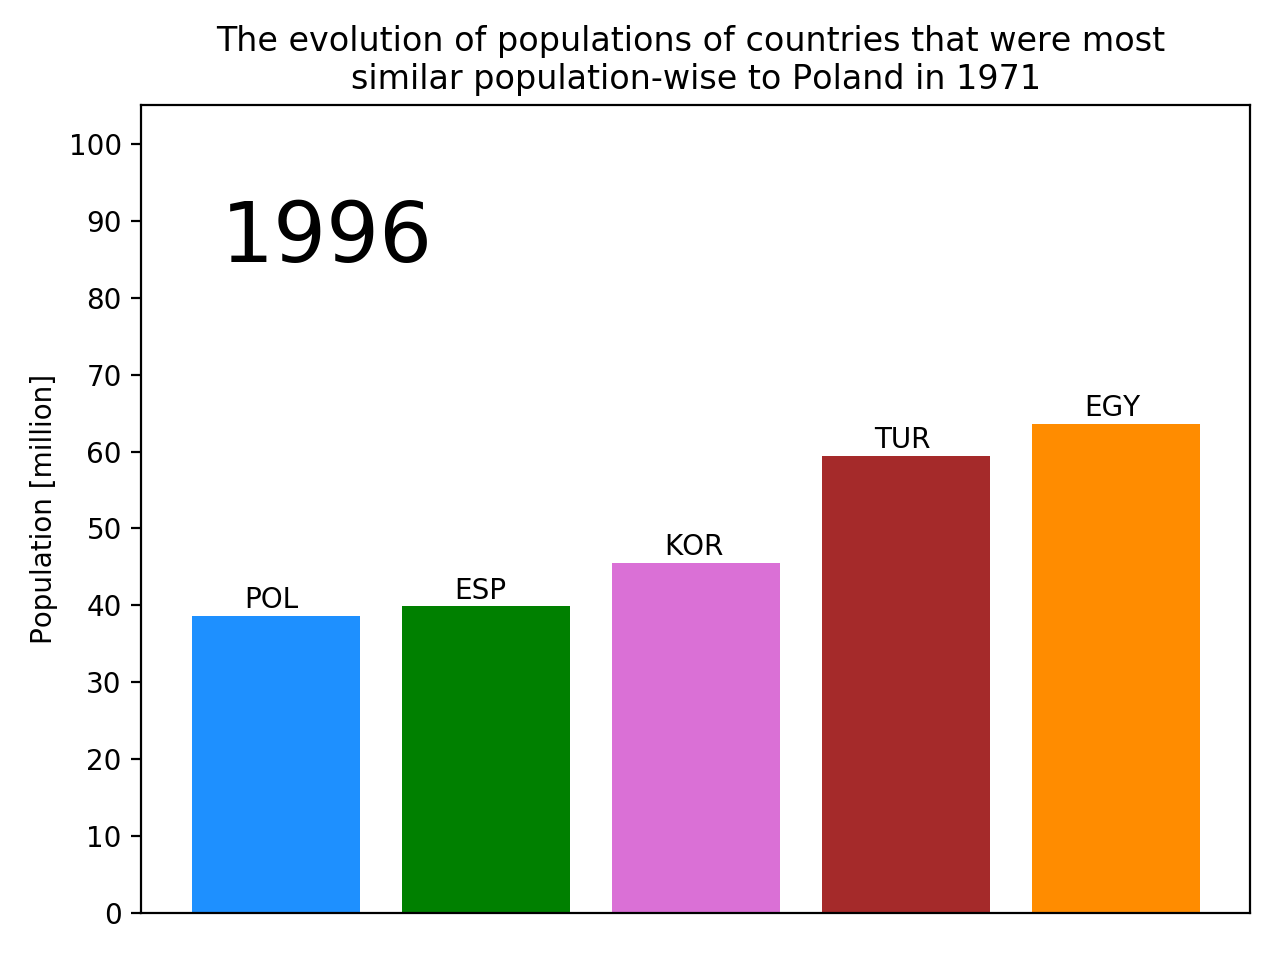 The evolution of populations of countries that were most
similar population-wise to Poland in 1971
1996
Population [million]
100
90
80
70
60
50
40
30
20
10
0
POL
ESP
KOR
TUR
EGY